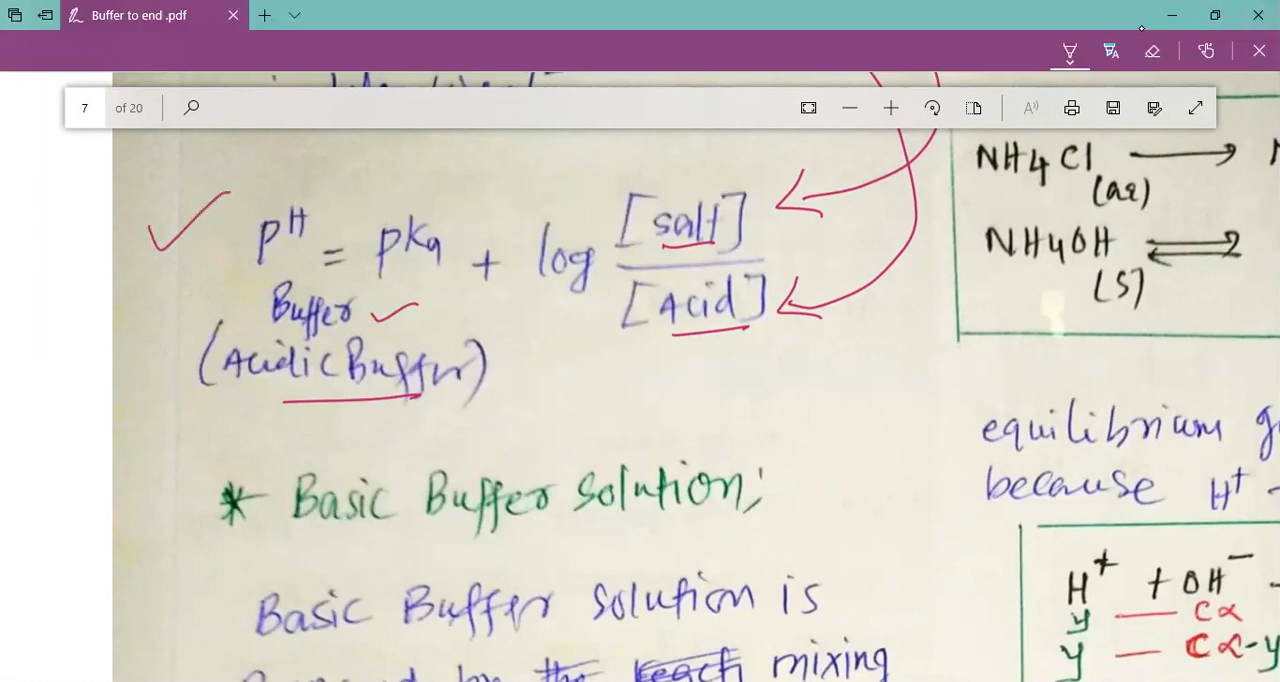 Buffer to end .pdf
7 of 20
pH = pKa + log [salt] / [Acid]
Buffer
(Acidic Buffer)
* Basic Buffer solution;
Basic Buffer solution is
mixing
NH4Cl ⟶
(aq)
NH4OH ⇌
(S)
equilibrium
because H+
H+ + OH−
y — Cα
y — Cα-y